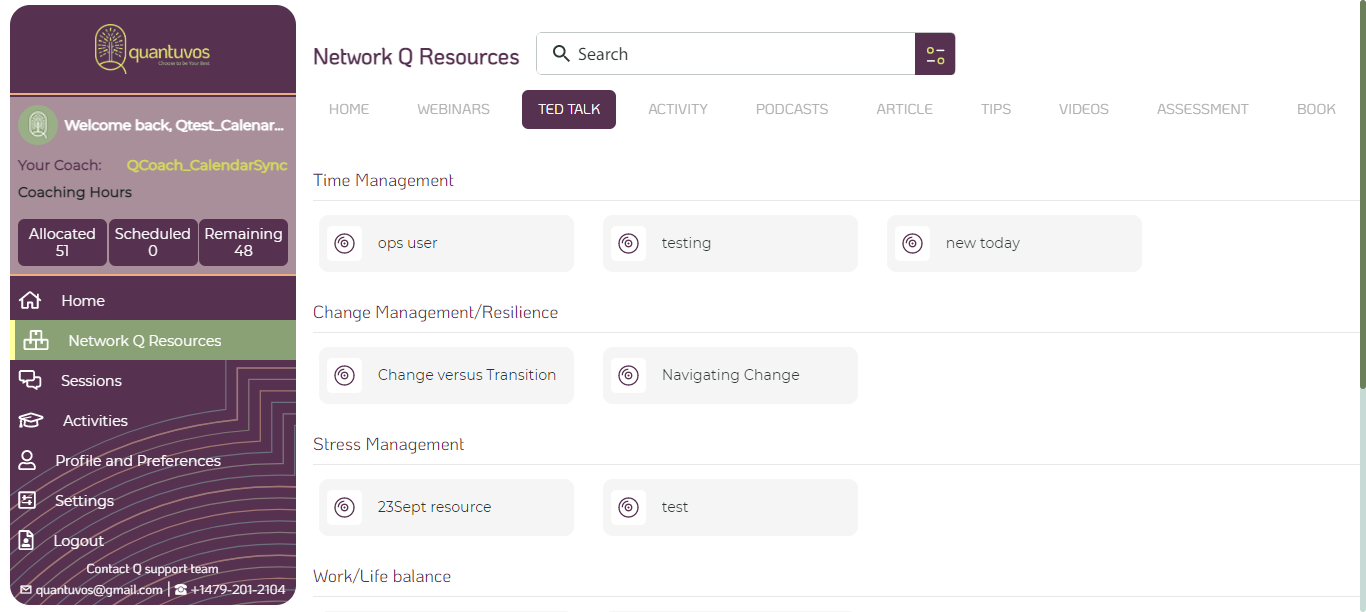 quantuvos
Choose to be Your Best
Welcome back, Qtest_Calenar...
Your Coach: QCoach_CalendarSync
Coaching Hours
Allocated Scheduled Remaining
51 0 48
Home
Network Q Resources
Sessions
Activities
Profile and Preferences
Settings
Logout
Contact Q support team
quantuvos@gmail.com | +1479-201-2104
Network Q Resources
Search
HOME WEBINARS TED TALK ACTIVITY PODCASTS ARTICLE TIPS VIDEOS ASSESSMENT BOOK
Time Management
ops user testing new today
Change Management/Resilience
Change versus Transition Navigating Change
Stress Management
23Sept resource test
Work/Life balance